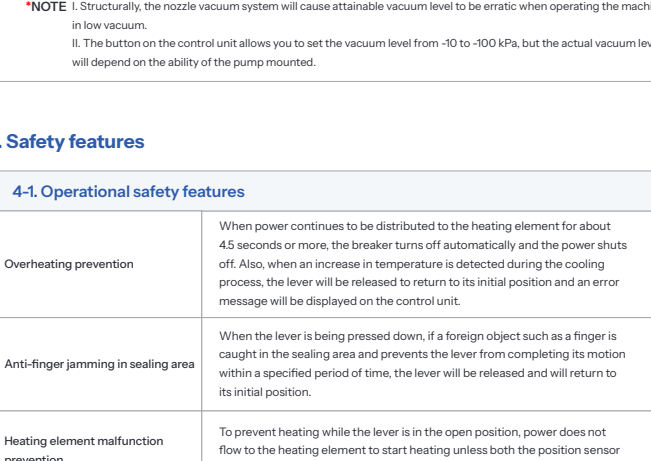 *NOTE I. Structurally, the nozzle vacuum system will cause attainable vacuum level to be erratic when operating the
in low vacuum.
II. The button on the control unit allows you to set the vacuum level from -10 to -100 kPa, but the actual vacuum
will depend on the ability of the pump mounted.
. Safety features
4-1. Operational safety features
When power continues to be distributed to the heating element for about
4.5 seconds or more, the breaker turns off automatically and the power shuts
Overheating prevention
off. Also, when an increase in temperature is detected during the cooling
process, the lever will be released to return to its initial position and an error
message will be displayed on the control unit.
When the lever is being pressed down, if a foreign object such as a finger is
caught in the sealing area and prevents the lever from completing its motion
Anti-finger jamming in sealing area
within a specified period of time, the lever will be released and will return to
its initial position.
Heating element malfunction
prevention
To prevent heating while the lever is in the open position, power does not
flow to the heating element to start heating unless both the position sensor